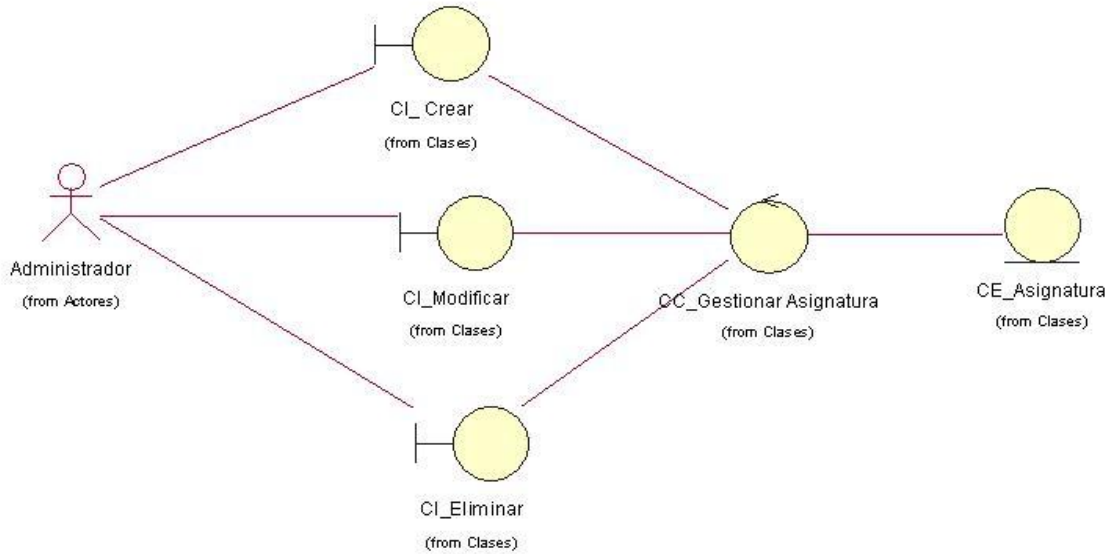 CI_ Crear
(from Clases)
Administrador
(from Actores)
CI_Modificar
(from Clases)
CC_Gestionar Asignatura
(from Clases)
CE_Asignatura
(from Clases)
CI_Eliminar
(from Clases)